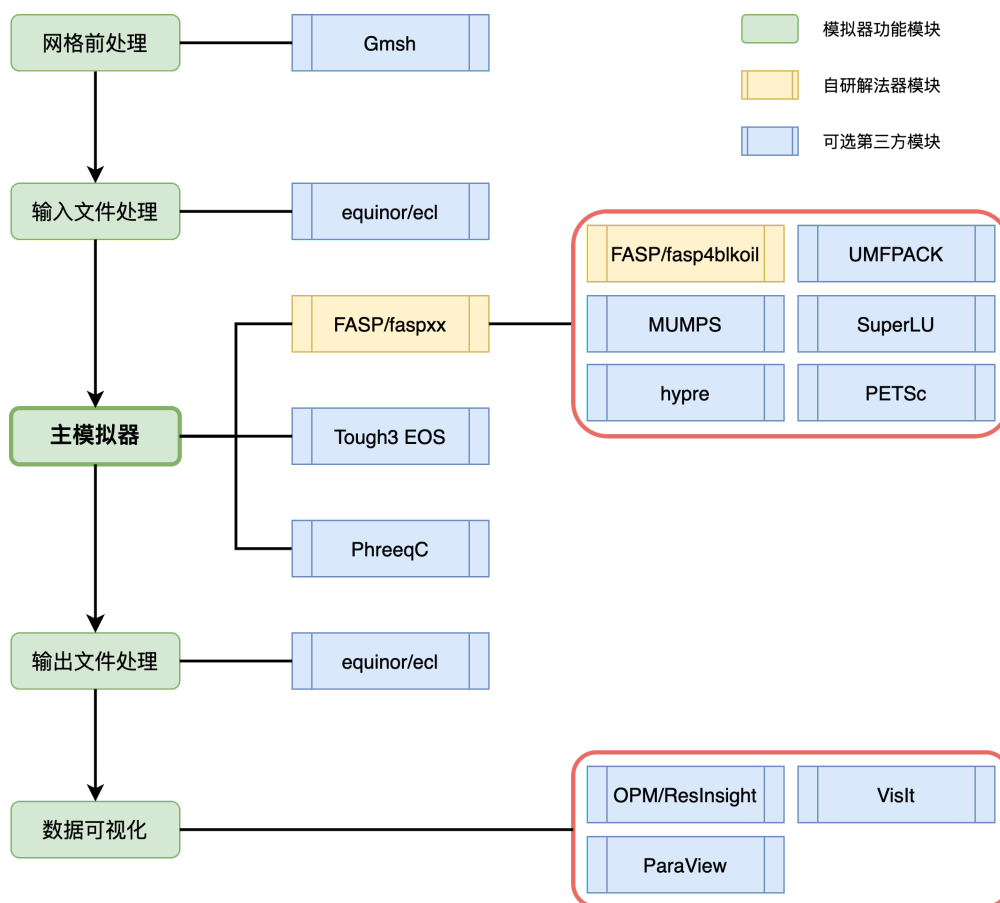 网格前处理
Gmsh
模拟器功能模块
自研解法器模块
可选第三方模块
输入文件处理
equinor/ecl
FASP/fasp4blkoil
UMFPACK
FASP/faspxx
MUMPS
SuperLU
hypre
PETSc
主模拟器
Tough3 EOS
PhreeqC
输出文件处理
equinor/ecl
OPM/ResInsight
VisIt
数据可视化
ParaView